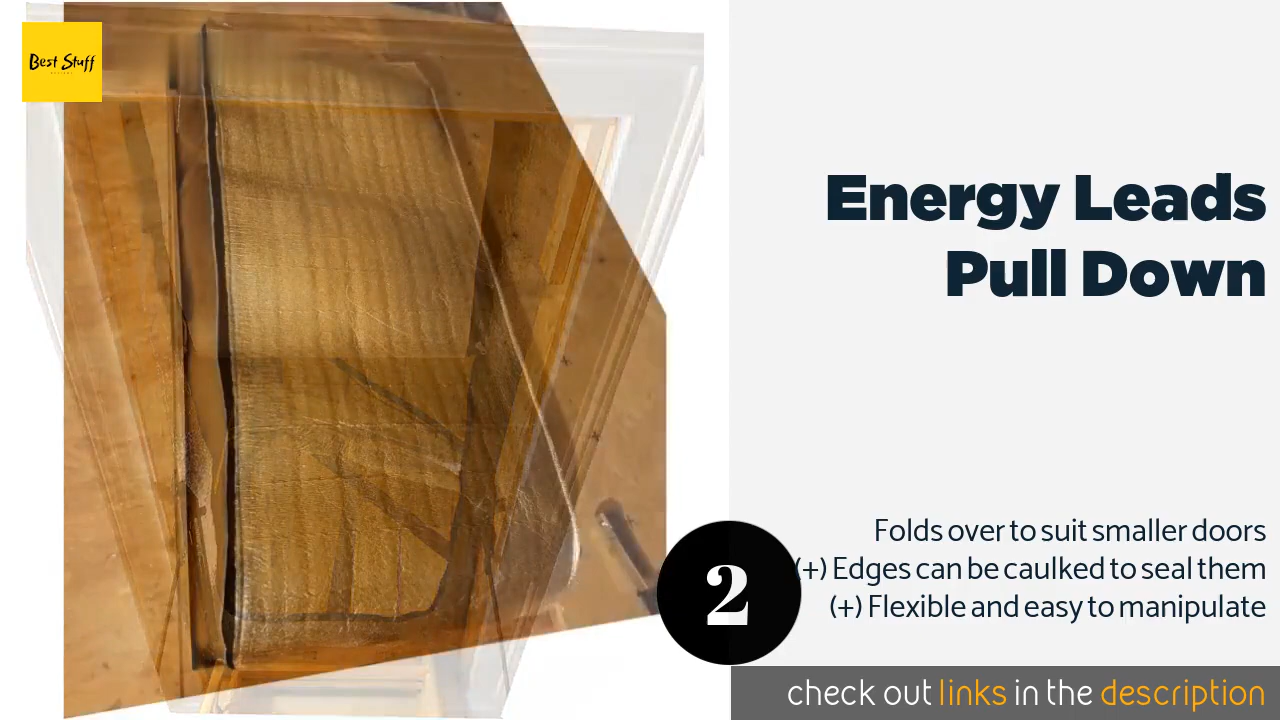 Best Stuff
Energy Leads
Pull Down
Folds over to suit smaller doors
(+) Edges can be caulked to seal them
(+) Flexible and easy to manipulate
2
check out links in the description